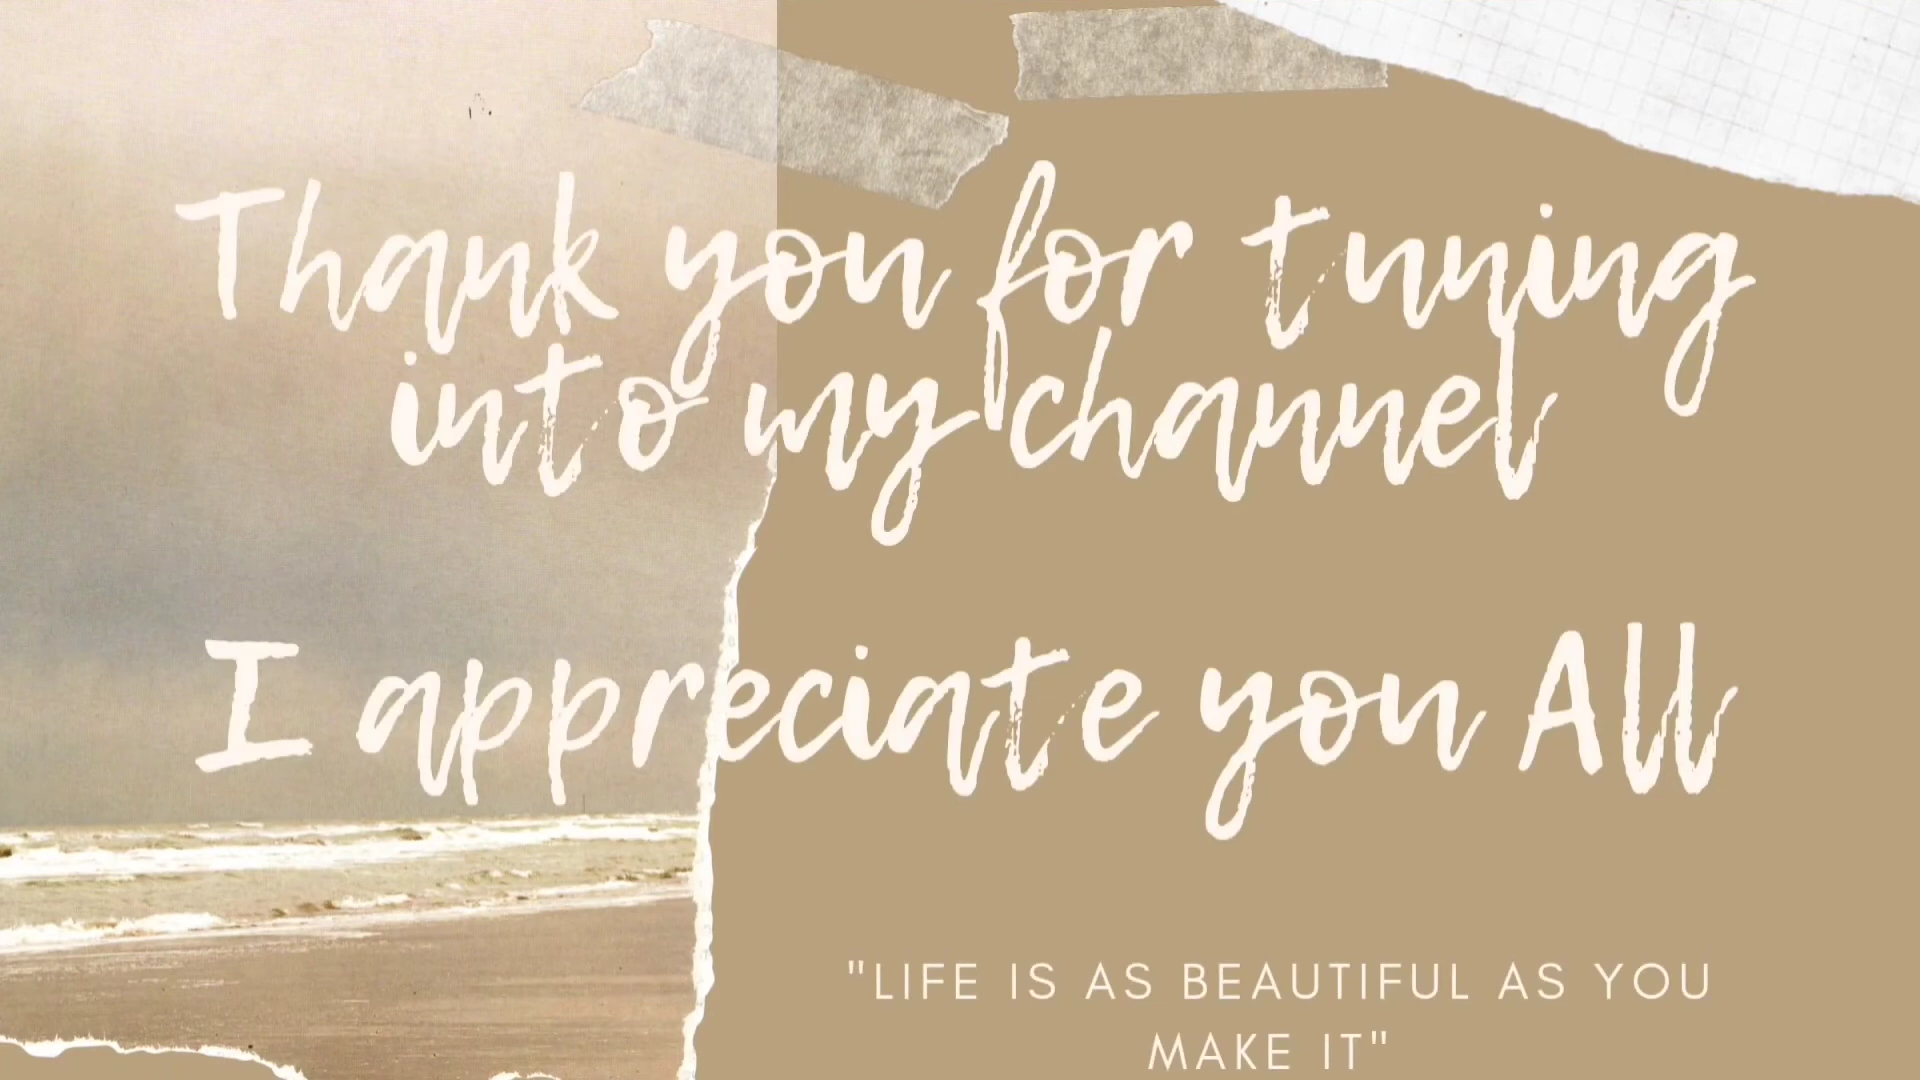 Thank you for tuning
into my channel
I appreciate you All
"LIFE IS AS BEAUTIFUL AS YOU
MAKE IT"